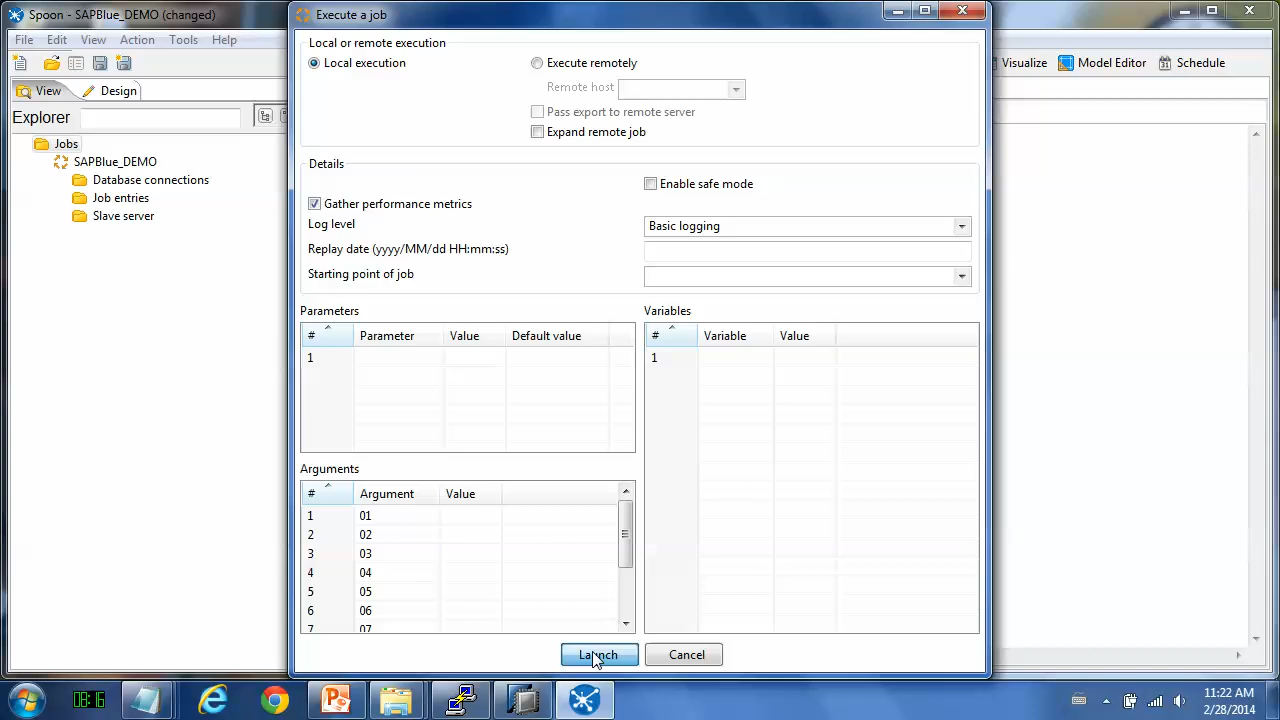 Spoon - SAPBlue_DEMO (changed)
Execute a job
File Edit View Action Tools Help
Visualize Model Editor Schedule
View Design
Explorer
Jobs
SAPBlue_DEMO
Database connections
Job entries
Slave server
Local or remote execution
Local execution
Execute remotely
Remote host
Pass export to remote server
Expand remote job
Details
Enable safe mode
Gather performance metrics
Log level Basic logging
Replay date (yyyy/MM/dd HH:mm:ss)
Starting point of job
Parameters
# Parameter Value Default value
1
Variables
# Variable Value
1
Arguments
# Argument Value
1 01
2 02
3 03
4 04
5 05
6 06
7 07
Launch Cancel
08:16
11:22 AM
2/28/2014